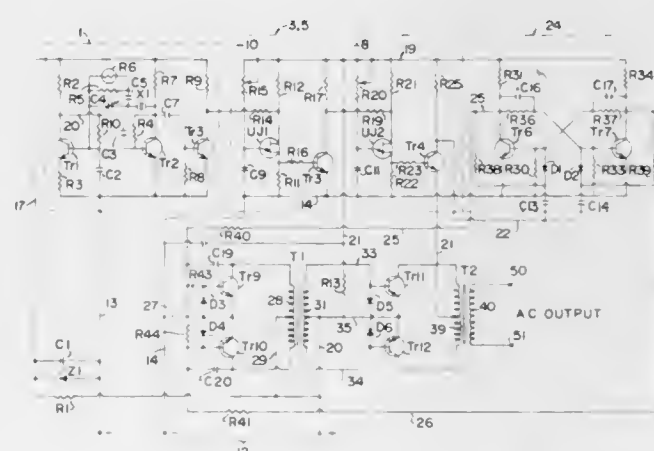 1 3,5 24
10 8 19
R6
R2 R7 R9 R15 R12 R17 R20 R21 R25 R31 R34
C5 C16 C17
R5 C4 X1 C7
R14 R19 25 R36 R37
20 R10 R4 Tr3 UJ1 UJ2 Tr4 Tr6 Tr7
C3 R16
Tr1 Tr2 R23 D1 D2
R3 C2 R8 C9 R11 Tr3 C11 R22 R38 R30 R33 R39
17 14 C13 C14
R40 25 22
21 21
C19 T1 33
R43 Tr9 R13 Tr11 T2 50
13 27 D3 28 31 D5 40
AC OUTPUT
D4 35 D6 39
R44 Tr10 Tr12 51
C1 14 29 20
Z1 C20 34
R1
R41 26